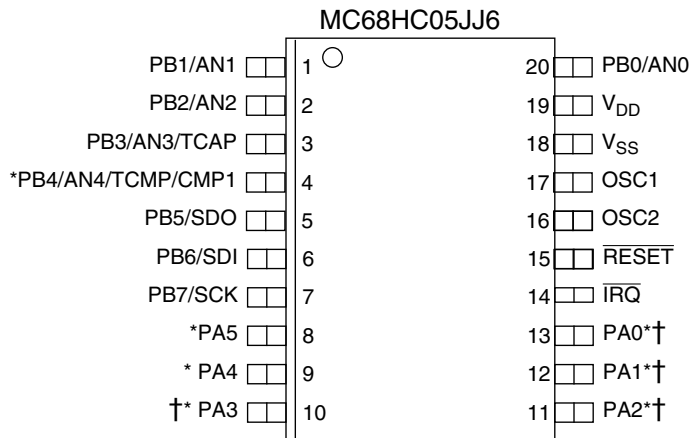 MC68HC05JJ6
PB1/AN1 1 20 PB0/AN0
PB2/AN2 2 19 VDD
PB3/AN3/TCAP 3 18 VSS
*PB4/AN4/TCMP/CMP1 4 17 OSC1
PB5/SDO 5 16 OSC2
PB6/SDI 6 15 RESET
PB7/SCK 7 14 IRQ
*PA5 8 13 PA0*†
* PA4 9 12 PA1*†
†* PA3 10 11 PA2*†